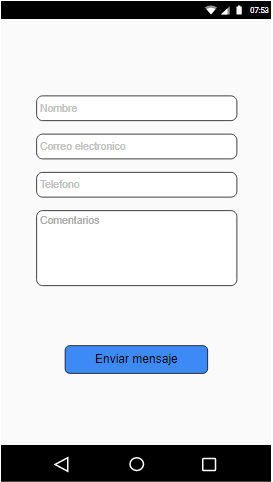 07:53
Nombre
Correo electronico
Telefono
Comentarios
Enviar mensaje